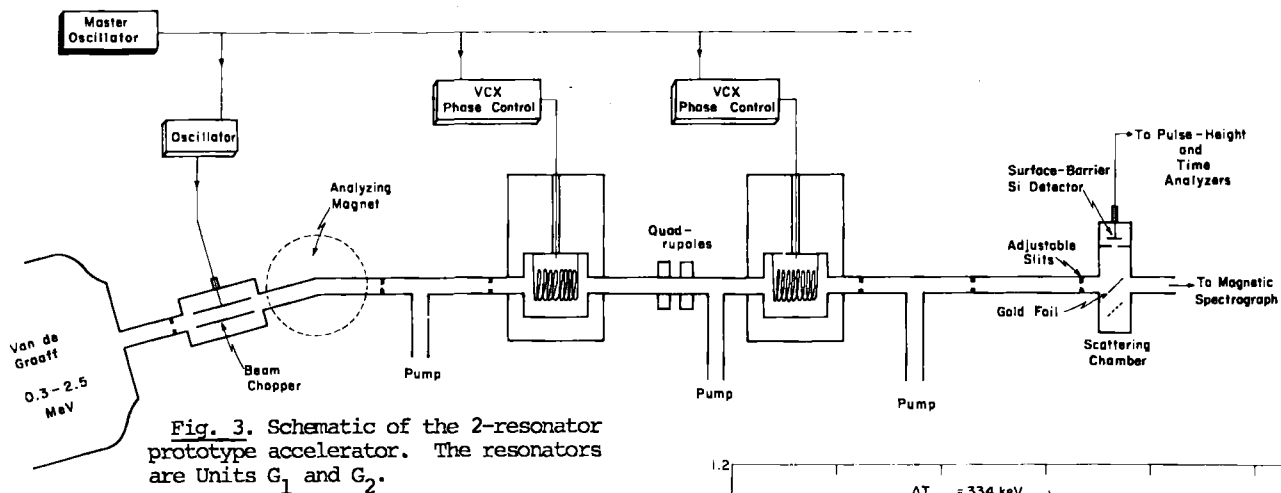 Master
Oscillator
VCX
Phase Control
VCX
Phase Control
Oscillator
To Pulse-Height
and
Time
Analyzers
Surface-Barrier
Si Detector
Analyzing
Magnet
Quad-
rupoles
Adjustable
Slits
To Magnetic
Spectrograph
Gold Foil
Scattering
Chamber
Van de
Graaff
0.3-2.5
MeV
Beam
Chopper
Pump
Pump
Pump
Fig. 3. Schematic of the 2-resonator
prototype accelerator. The resonators
are Units G1 and G2.
1.2
ΔT = 334 keV